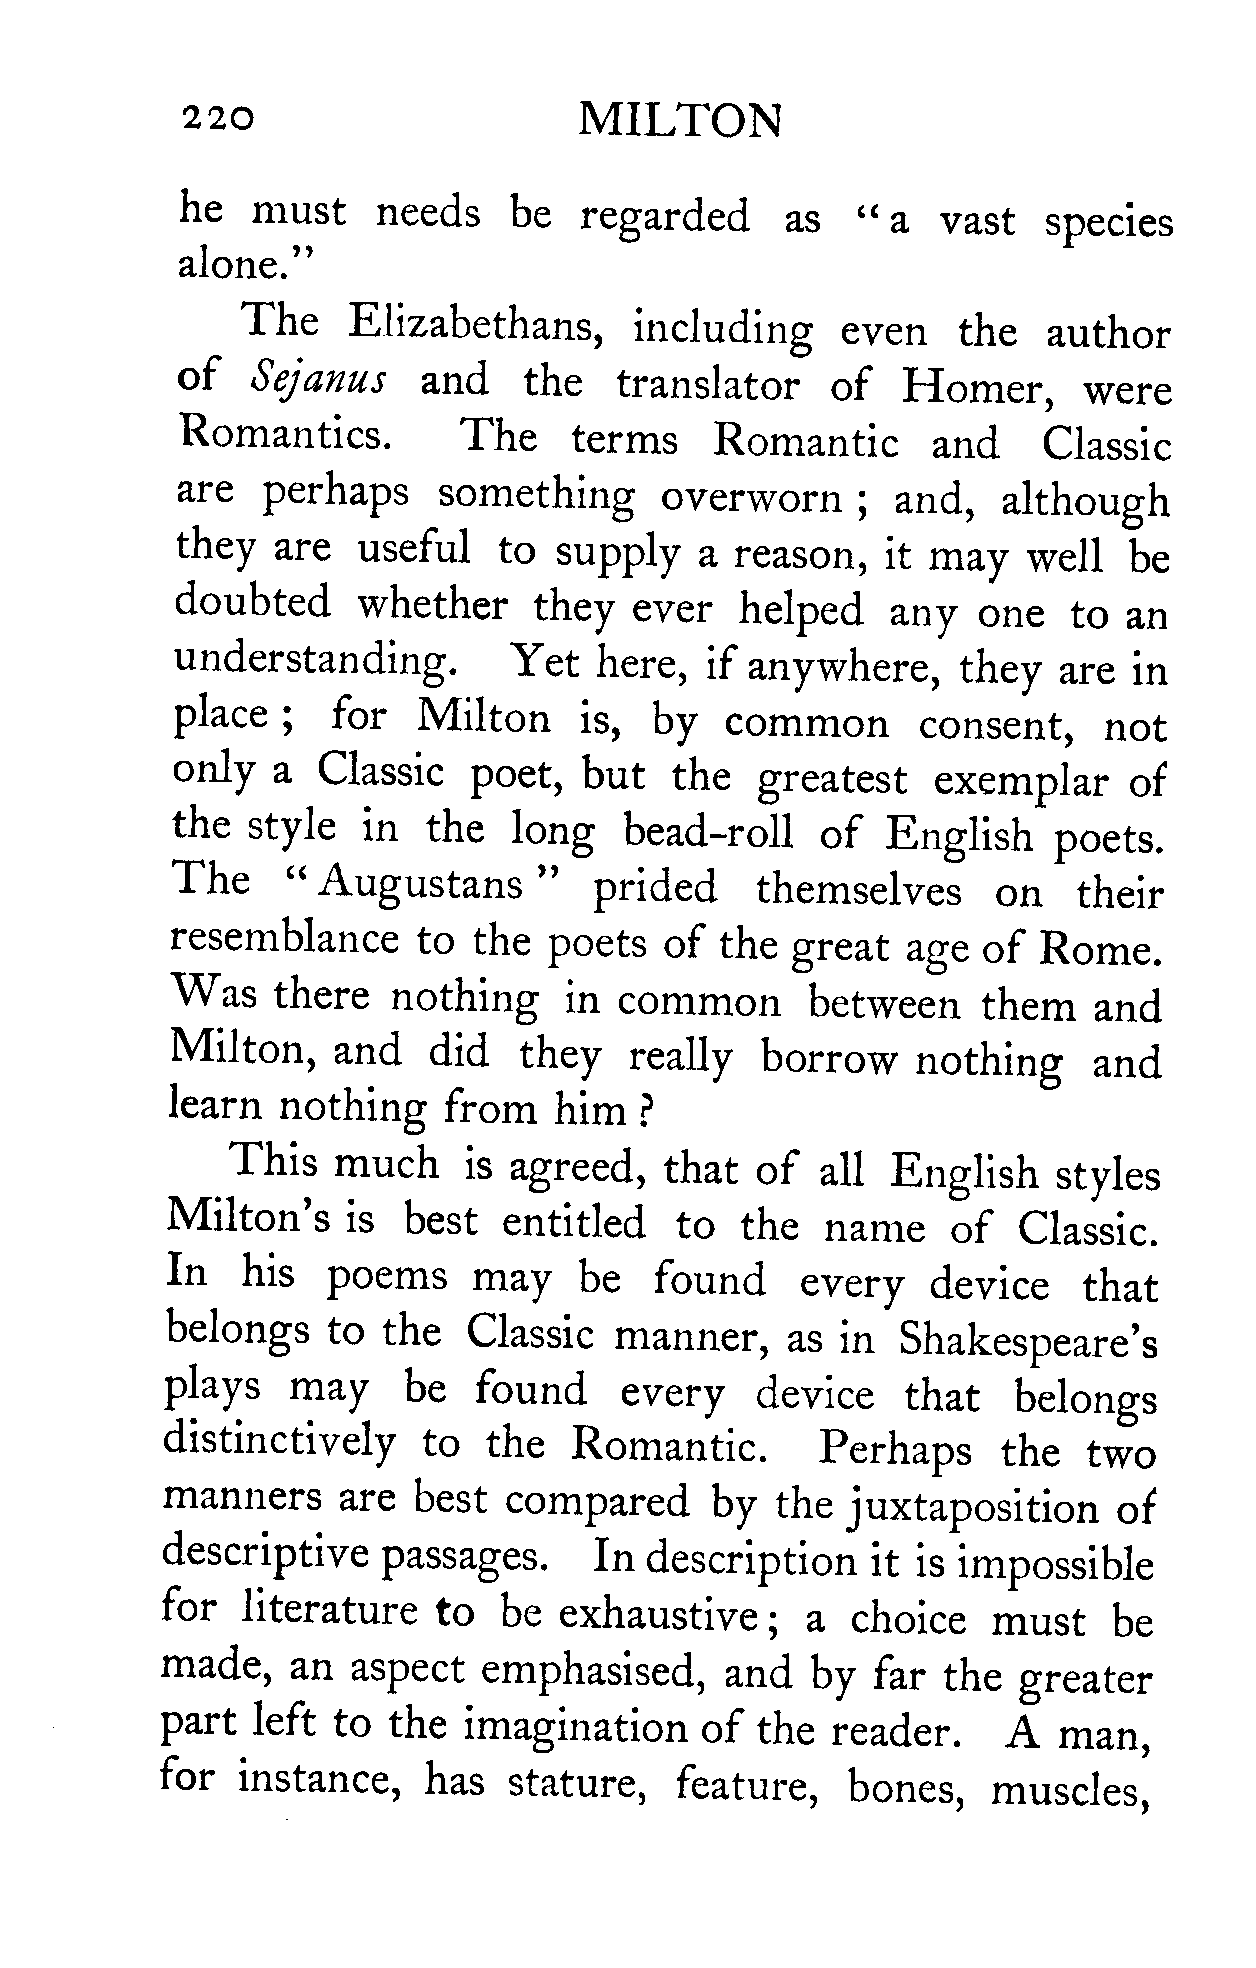 220 MILTON
he must needs be regarded as “ a vast species
alone.”
The Elizabethans, including even the author
of Sejanus and the translator of Homer, were
Romantics. The terms Romantic and Classic
are perhaps something overworn ; and, although
they are useful to supply a reason, it may well be
doubted whether they ever helped any one to an
understanding. Yet here, if anywhere, they are in
place ; for Milton is, by common consent, not
only a Classic poet, but the greatest exemplar of
the style in the long bead-roll of English poets.
The “ Augustans ” prided themselves on their
resemblance to the poets of the great age of Rome.
Was there nothing in common between them and
Milton, and did they really borrow nothing and
learn nothing from him ?
This much is agreed, that of all English styles
Milton’s is best entitled to the name of Classic.
In his poems may be found every device that
belongs to the Classic manner, as in Shakespeare’s
plays may be found every device that belongs
distinctively to the Romantic. Perhaps the two
manners are best compared by the juxtaposition of
descriptive passages. In description it is impossible
for literature to be exhaustive ; a choice must be
made, an aspect emphasised, and by far the greater
part left to the imagination of the reader. A man,
for instance, has stature, feature, bones, muscles,